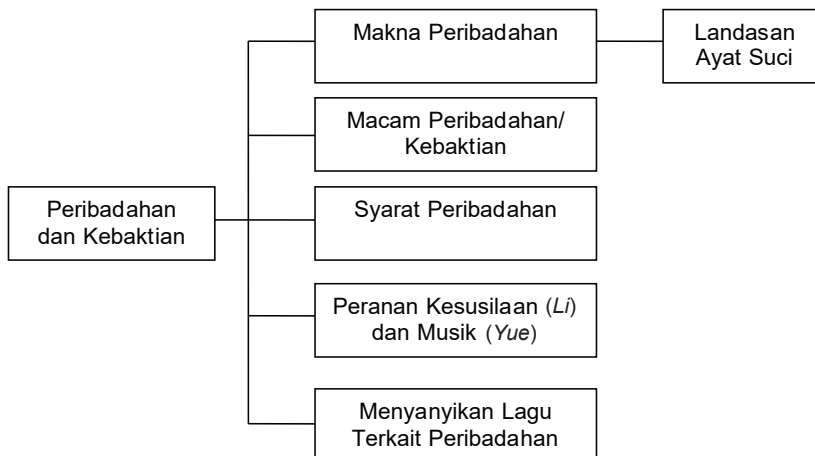 Makna Peribadahan
Landasan
Ayat Suci
Macam Peribadahan/
Kebaktian
Peribadahan
dan Kebaktian
Syarat Peribadahan
Peranan Kesusilaan (Li)
dan Musik (Yue)
Menyanyikan Lagu
Terkait Peribadahan